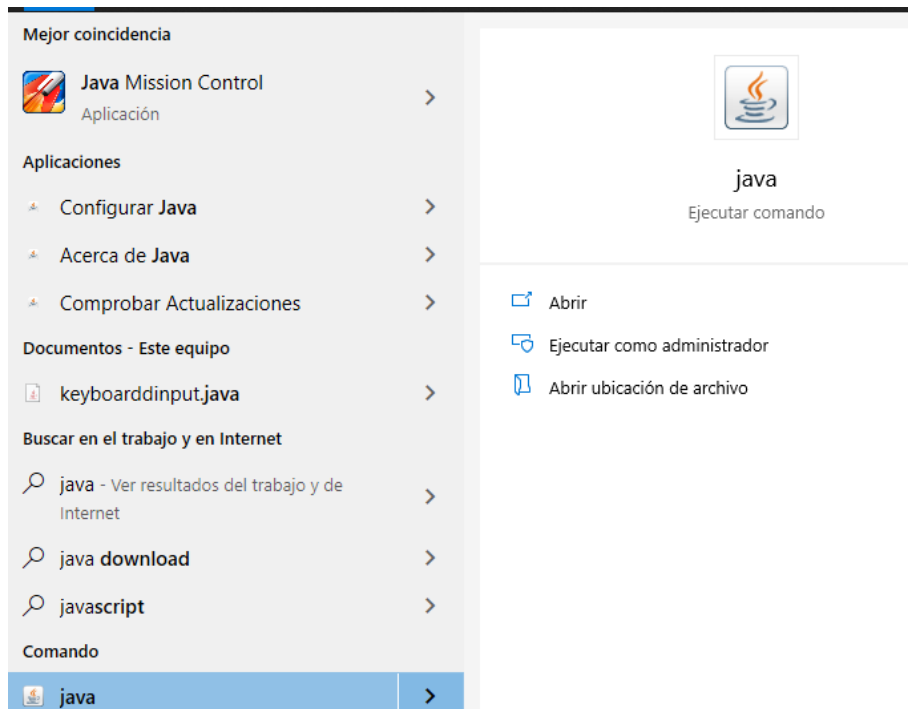 Mejor coincidencia
Java Mission Control
Aplicación
Aplicaciones
Configurar Java
Acerca de Java
Comprobar Actualizaciones
Documentos - Este equipo
keyboarddinput.java
Buscar en el trabajo y en Internet
java - Ver resultados del trabajo y de
Internet
java download
javascript
Comando
java
java
Ejecutar comando
Abrir
Ejecutar como administrador
Abrir ubicación de archivo